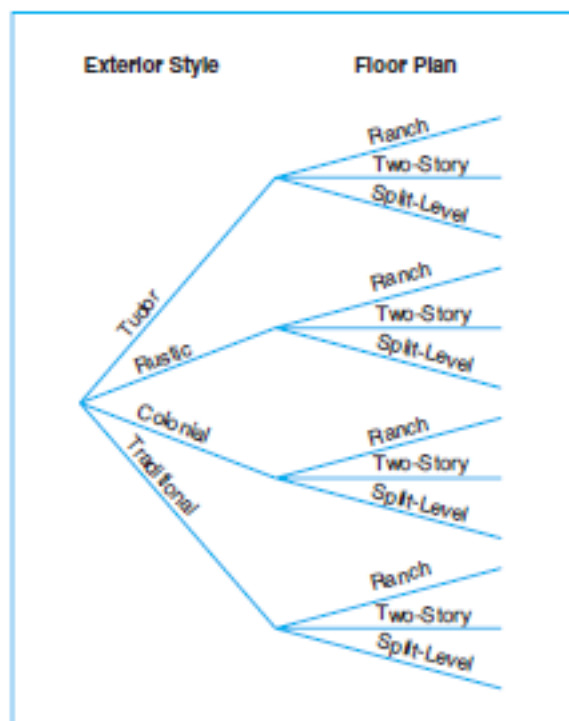 Exterior Style Floor Plan
Ranch
Two-Story
Split-Level
Tudor
Ranch
Two-Story
Split-Level
Rustic
Colonial
Ranch
Two-Story
Split-Level
Traditional
Ranch
Two-Story
Split-Level